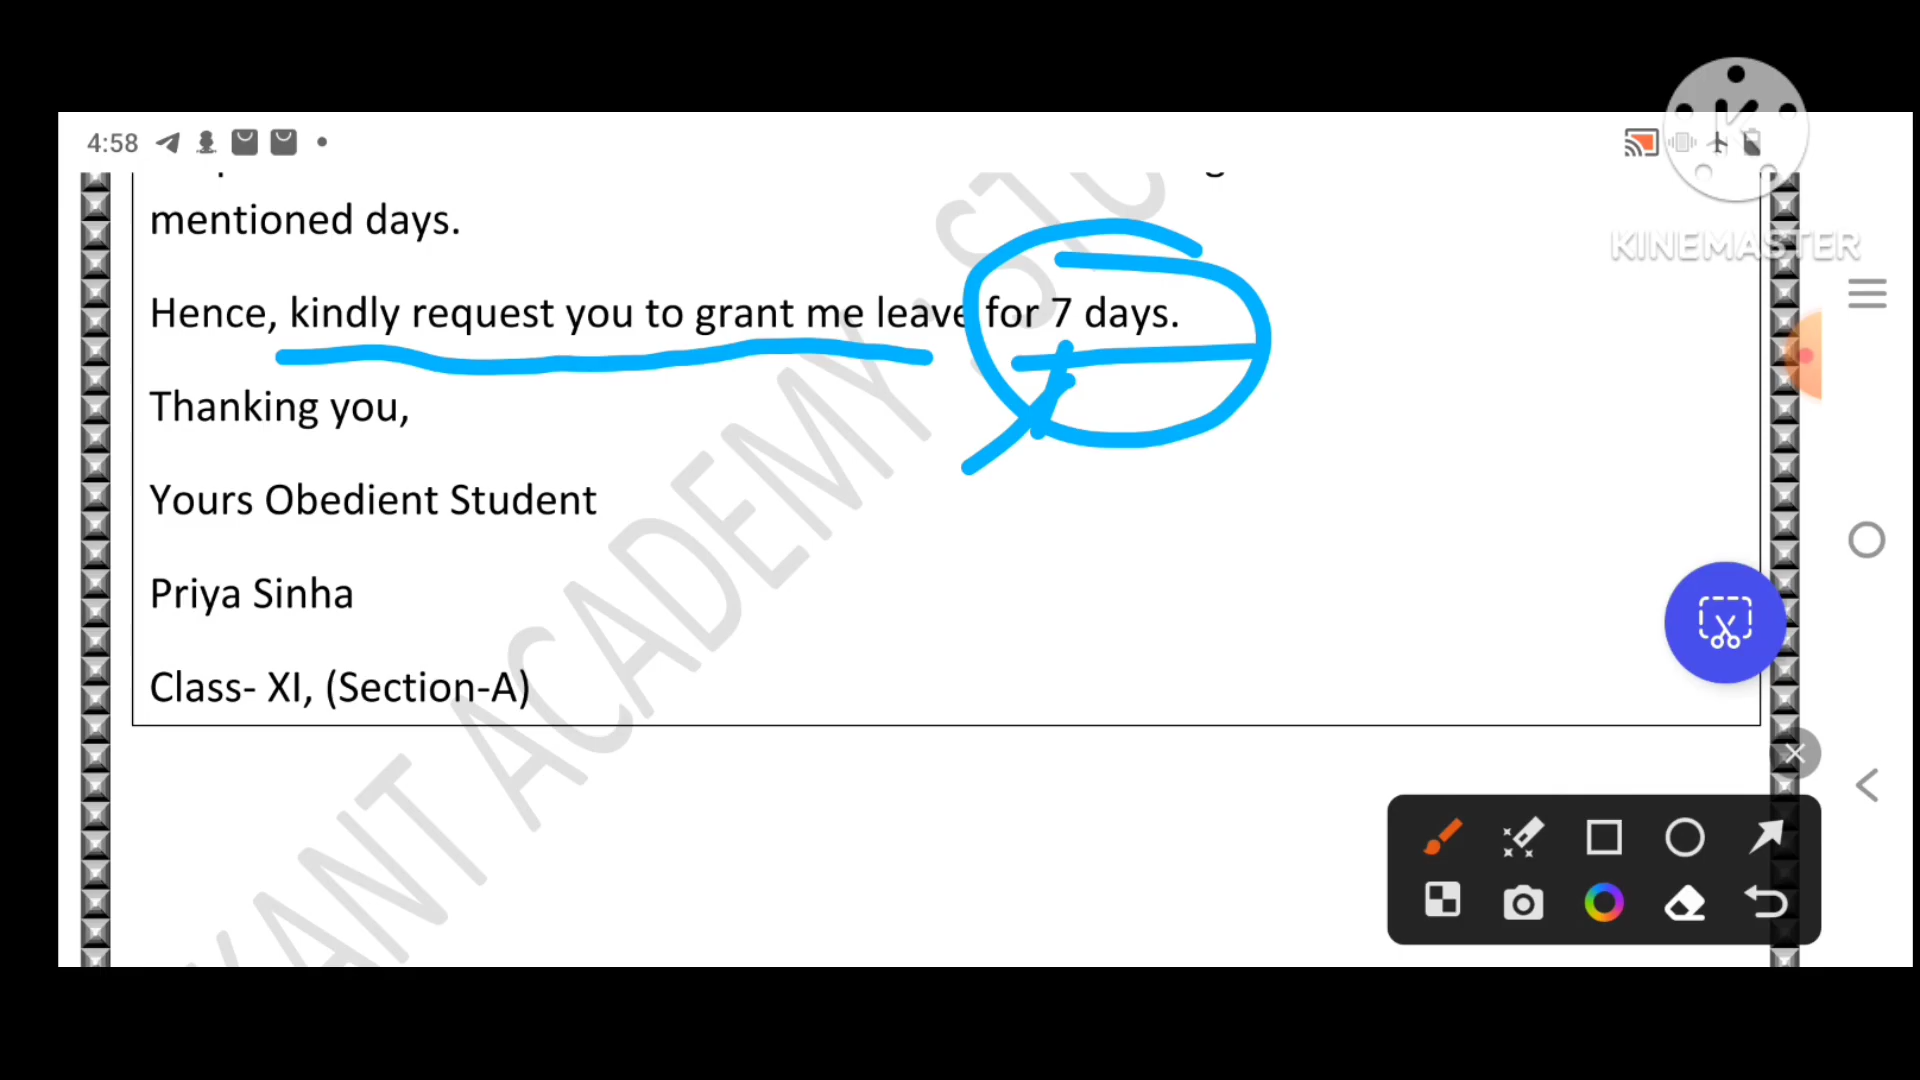 4:58
KINEMASTER
mentioned days.
Hence, kindly request you to grant me leave for 7 days.
Thanking you,
Yours Obedient Student
Priya Sinha
Class- XI, (Section-A)
KANT ACADEMY